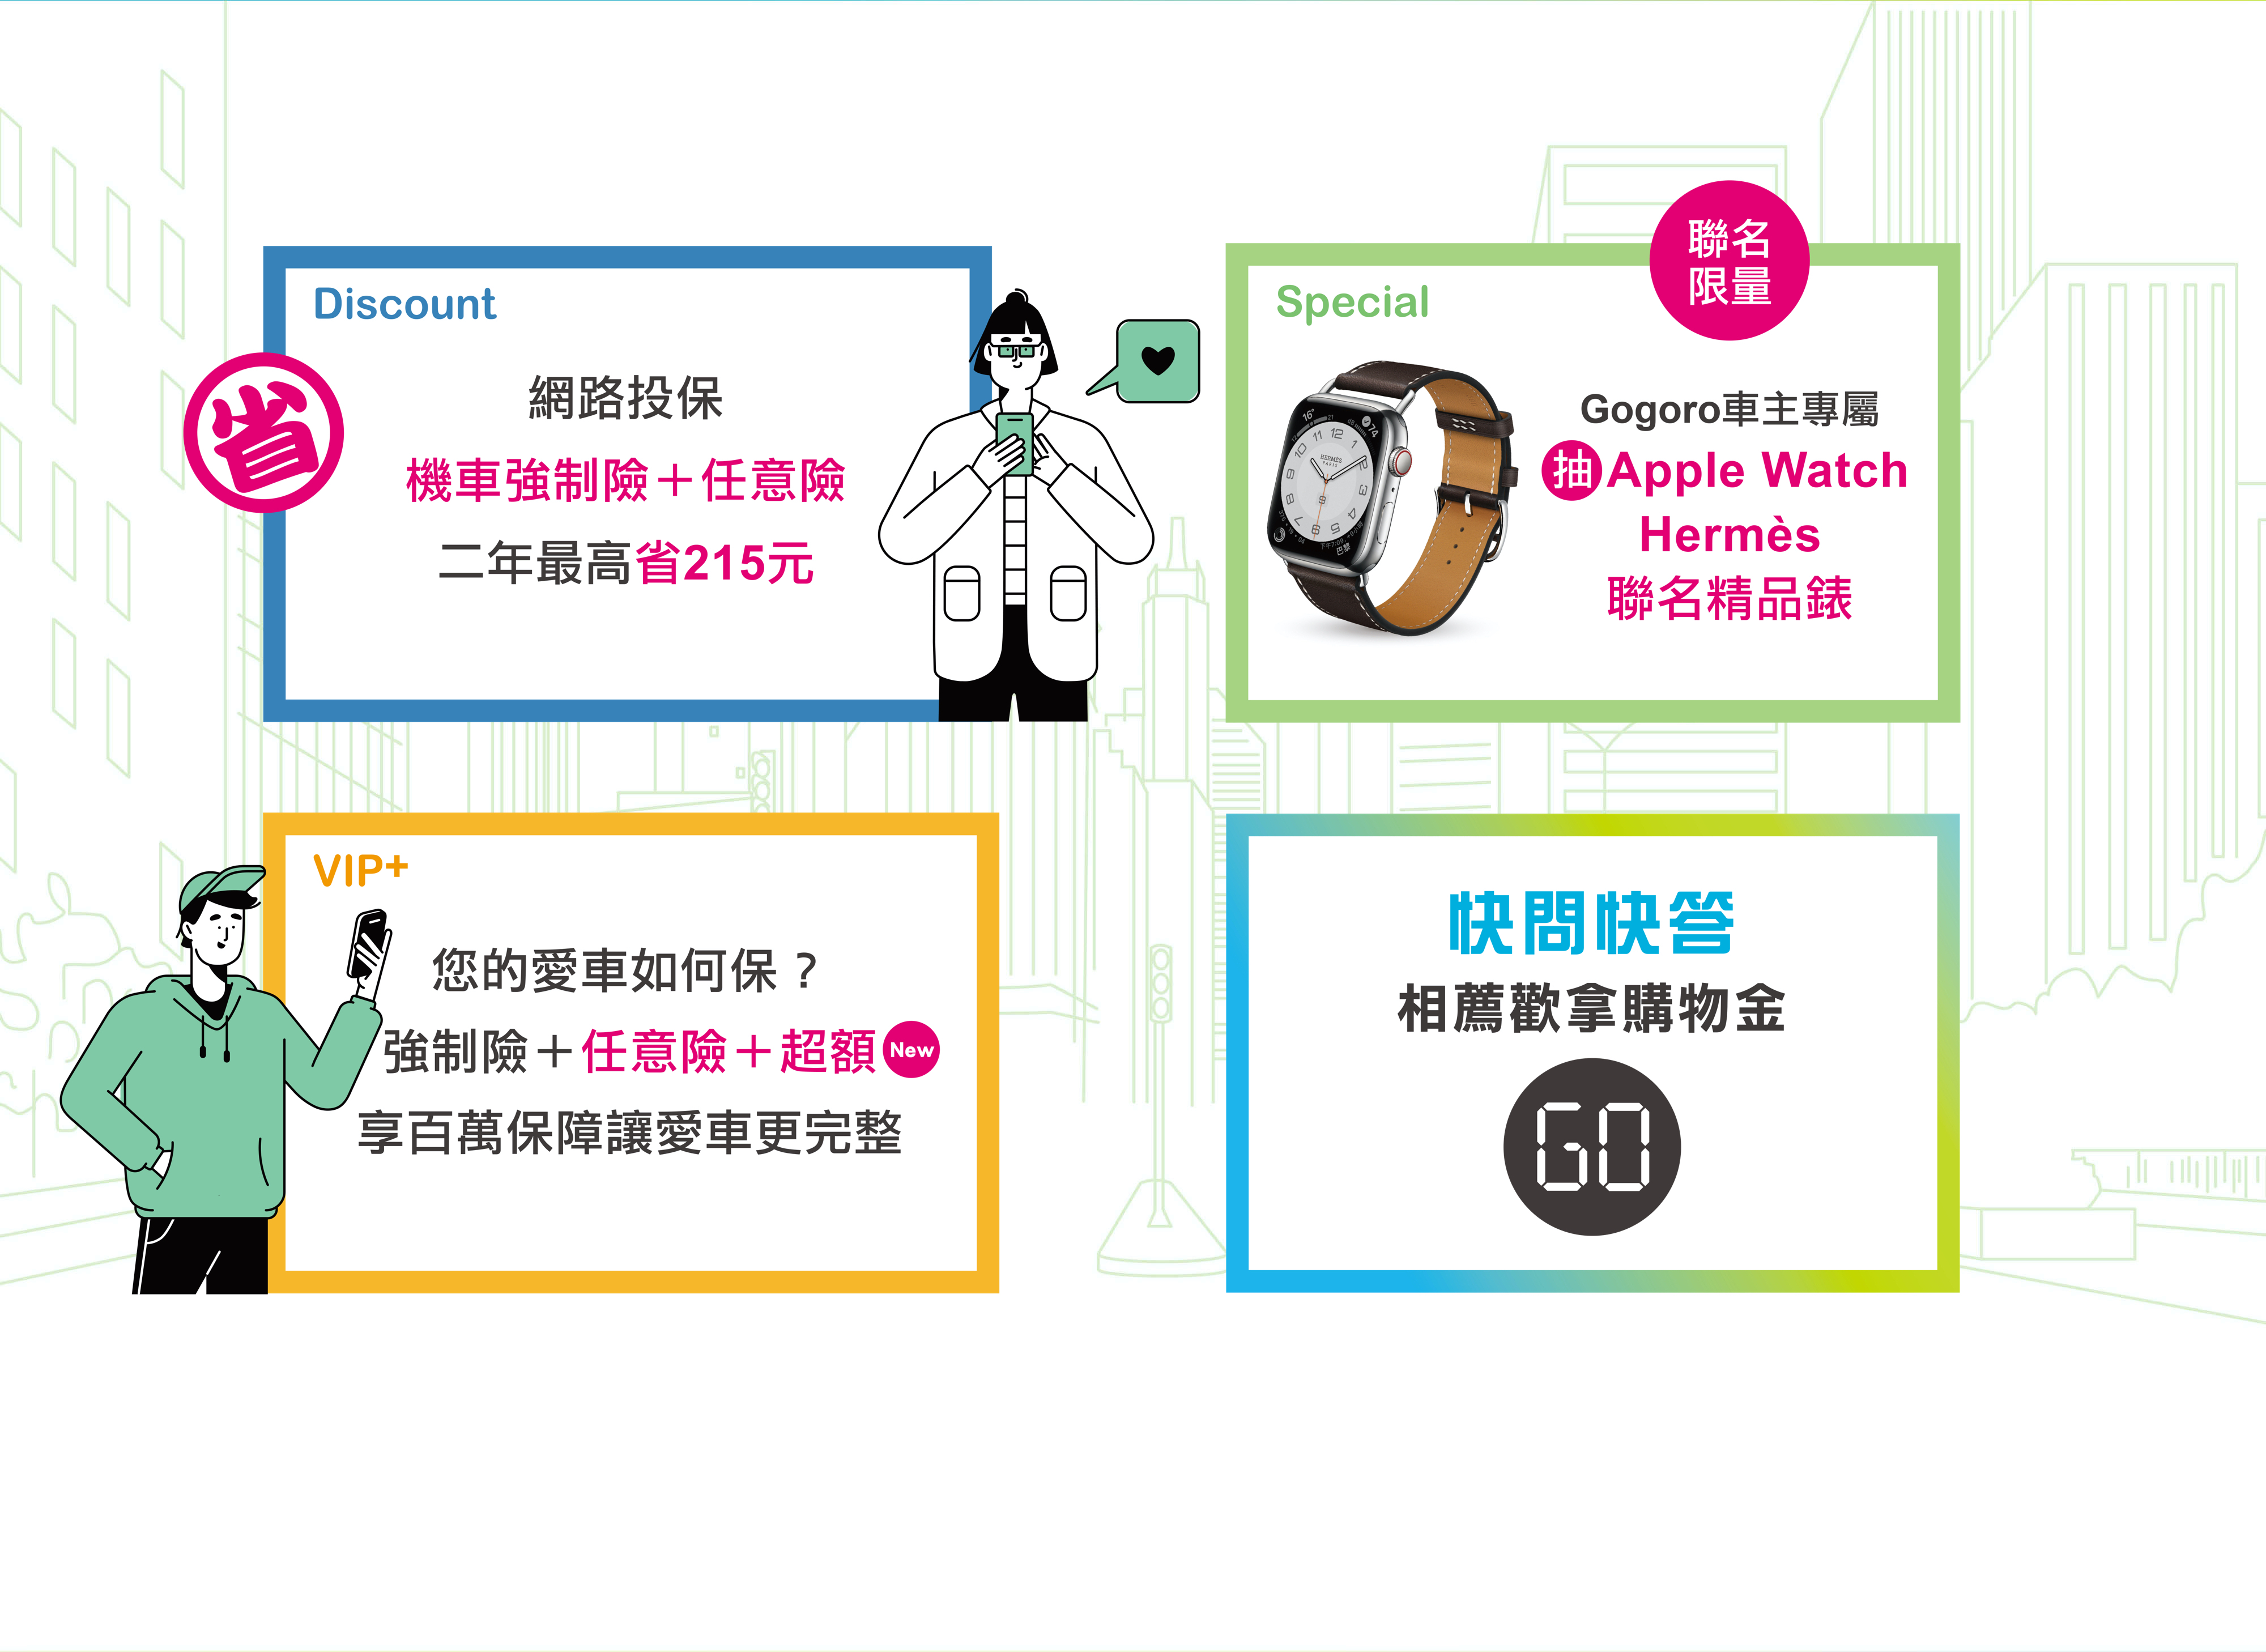 Discount
省
網路投保
機車強制險＋任意險
二年最高省215元
Special
聯名
限量
Gogoro車主專屬
抽Apple Watch
Hermès
聯名精品錶
VIP+
您的愛車如何保？
強制險＋任意險＋超額 New
享百萬保障讓愛車更完整
快問快答
相薦歡拿購物金
GO